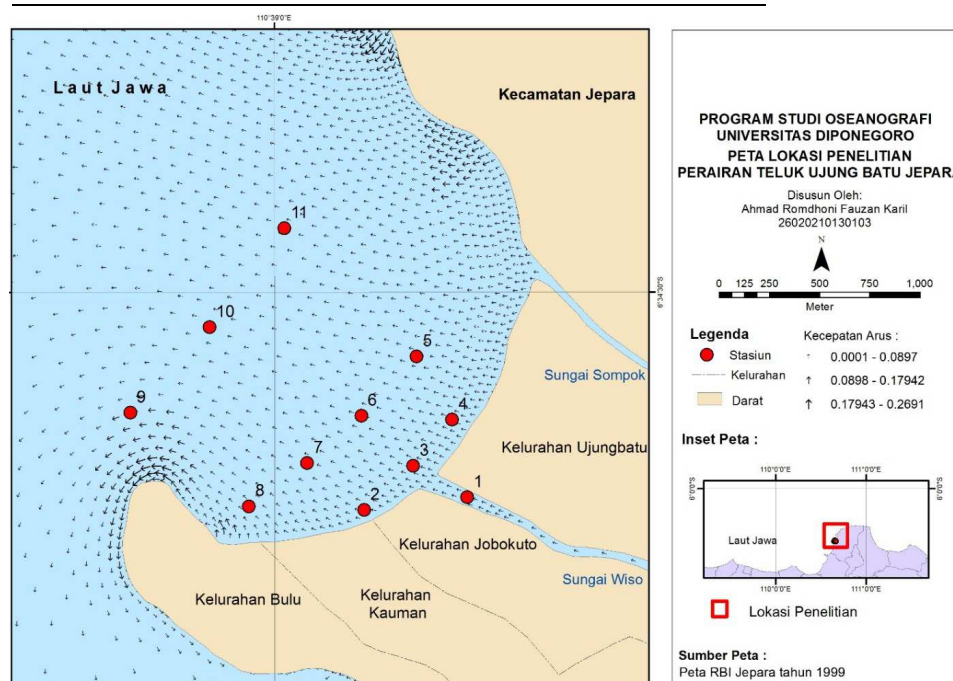 110°39'0"E
Laut Jawa
Kecamatan Jepara
11
6°34'30"S
10
5
Sungai Sompok
9
6
4
Kelurahan Ujungbatu
7
3
1
8
2
Kelurahan Jobokuto
Sungai Wiso
Kelurahan Bulu
Kelurahan
Kauman
PROGRAM STUDI OSEANOGRAFI
UNIVERSITAS DIPONEGORO
PETA LOKASI PENELITIAN
PERAIRAN TELUK UJUNG BATU JEPARA
Disusun Oleh:
Ahmad Romdhoni Fauzan Karil
26020210130103
N
0 125 250 500 750 1,000
Meter
Legenda
Stasiun
Kelurahan
Darat
Kecepatan Arus :
0.0001 - 0.0897
0.0898 - 0.17942
0.17943 - 0.2691
Inset Peta :
110°0'0"E 111°0'0"E
6°0'0"S 6°0'0"S
Laut Jawa
110°0'0"E 111°0'0"E
Lokasi Penelitian
Sumber Peta :
Peta RBI Jepara tahun 1999